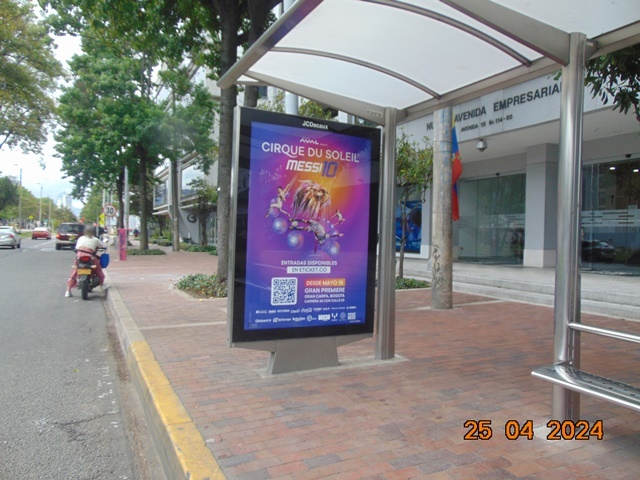 JCDecaux
AVAL
CIRQUE DU SOLEIL
MESSI10
ENTRADAS DISPONIBLES
EN ETICKET.CO
DESDE MAYO 16
GRAN PREMIERE
GRAN CARPA, BOGOTÁ
AVENIDA EMPRESARIA
25 04 2024